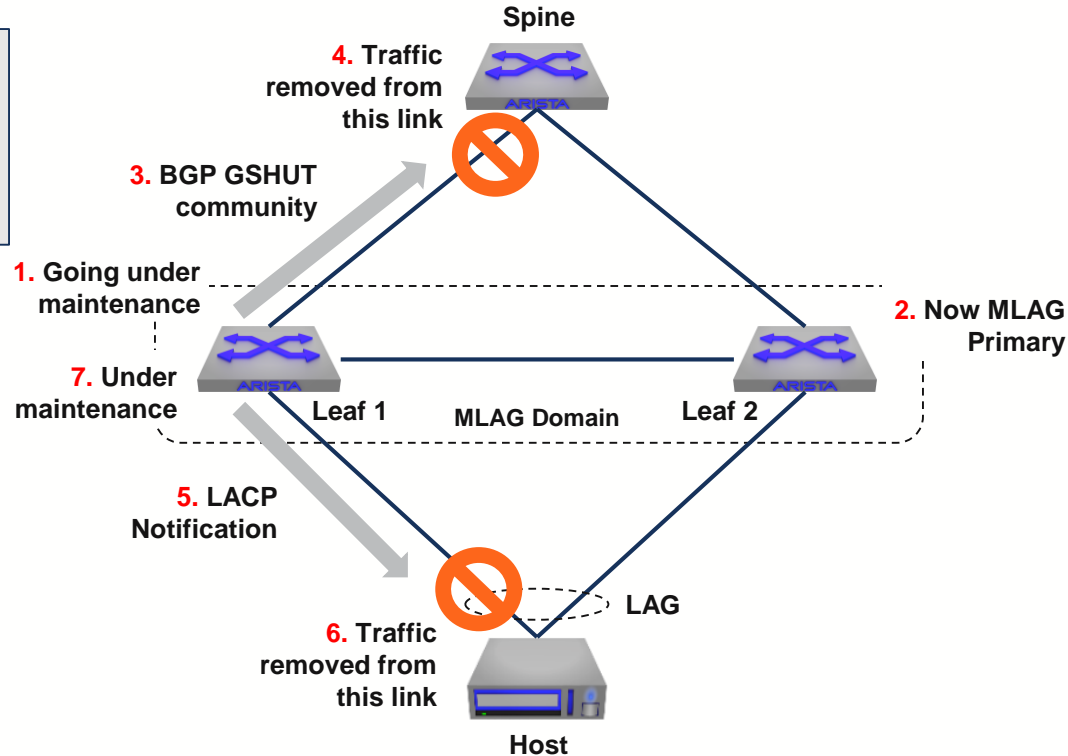 Spine
4. Traffic
removed from
this link
ARISTA
3. BGP GSHUT
community
1. Going under
maintenance
2. Now MLAG
Primary
7. Under
maintenance
ARISTA
ARISTA
Leaf 1
MLAG Domain
Leaf 2
5. LACP
Notification
LAG
6. Traffic
removed from
this link
Host